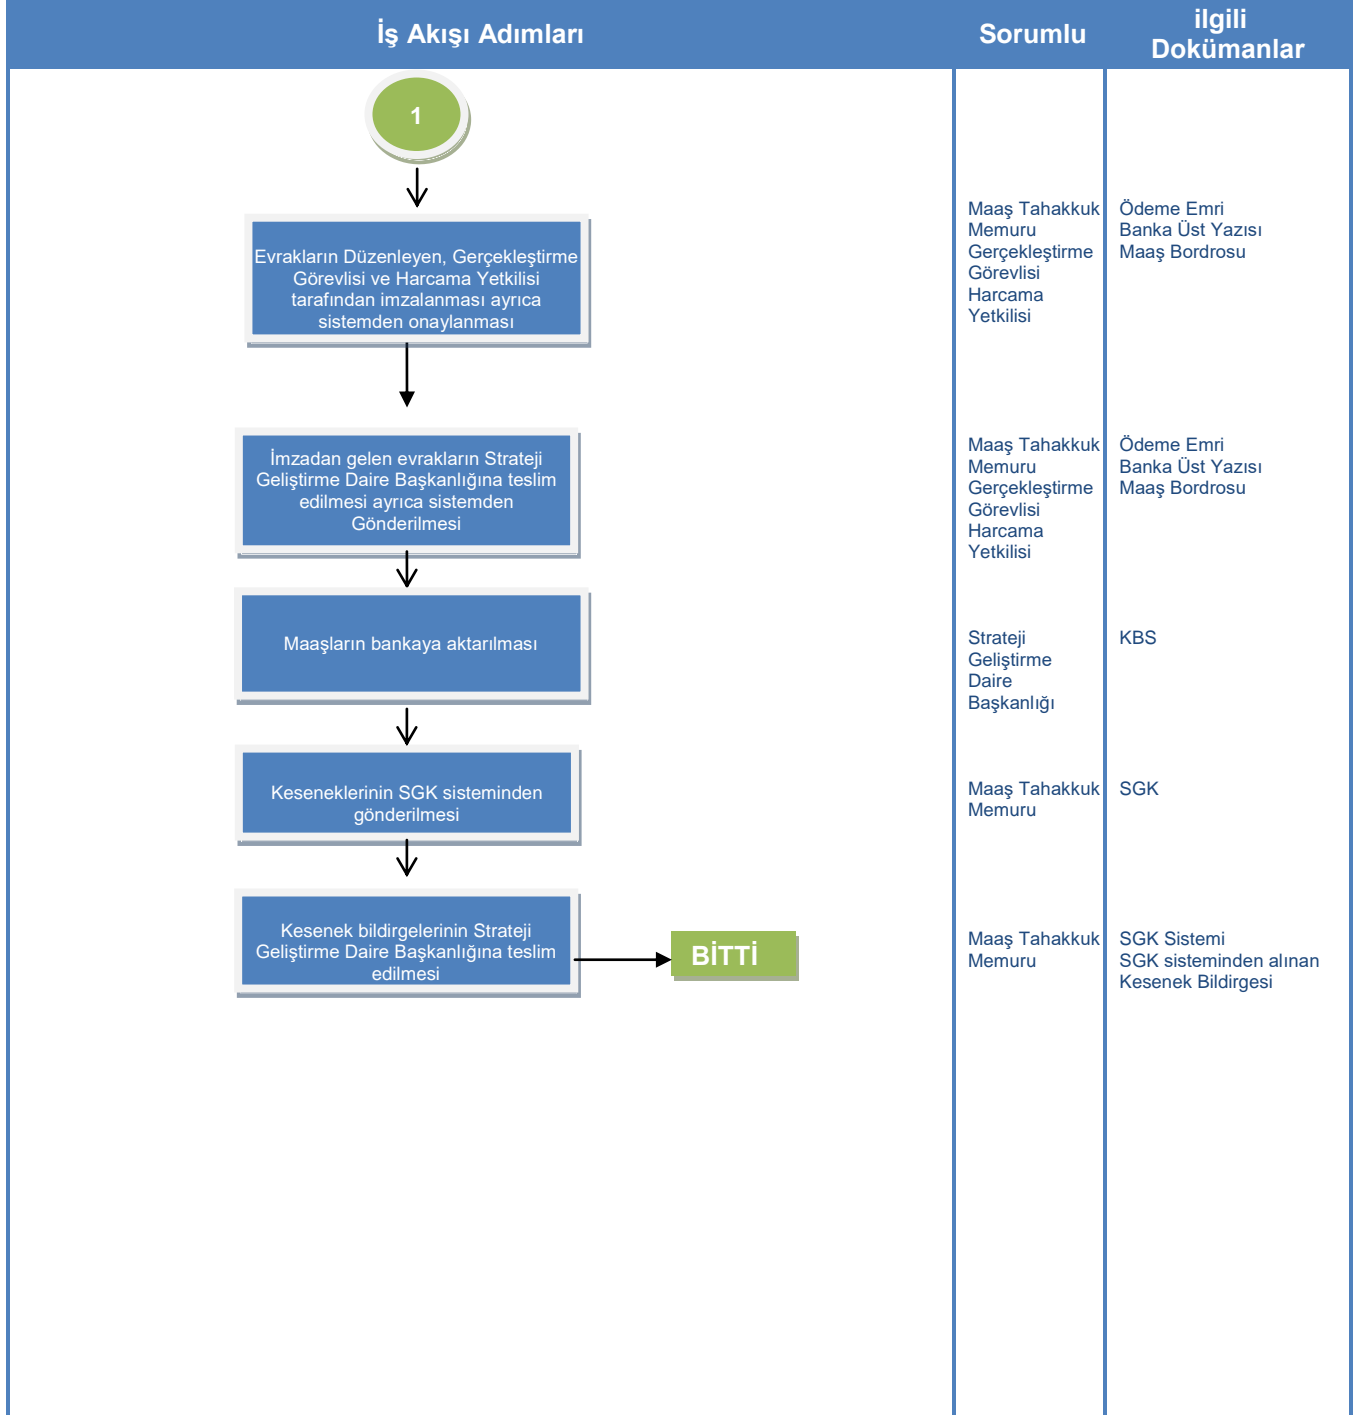 İş Akışı Adımları
Sorumlu
ilgili
Dokümanlar
1
Evrakların Düzenleyen, Gerçekleştirme
Görevlisi ve Harcama Yetkilisi
tarafından imzalanması ayrıca
sistemden onaylanması
Maaş Tahakkuk
Memuru
Gerçekleştirme
Görevlisi
Harcama
Yetkilisi
Ödeme Emri
Banka Üst Yazısı
Maaş Bordrosu
İmzadan gelen evrakların Strateji
Geliştirme Daire Başkanlığına teslim
edilmesi ayrıca sistemden
Gönderilmesi
Maaş Tahakkuk
Memuru
Gerçekleştirme
Görevlisi
Harcama
Yetkilisi
Ödeme Emri
Banka Üst Yazısı
Maaş Bordrosu
Maaşların bankaya aktarılması
Strateji
Geliştirme
Daire
Başkanlığı
KBS
Keseneklerinin SGK sisteminden
gönderilmesi
Maaş Tahakkuk
Memuru
SGK
Kesenek bildirgelerinin Strateji
Geliştirme Daire Başkanlığına teslim
edilmesi
BİTTİ
Maaş Tahakkuk
Memuru
SGK Sistemi
SGK sisteminden alınan
Kesenek Bildirgesi